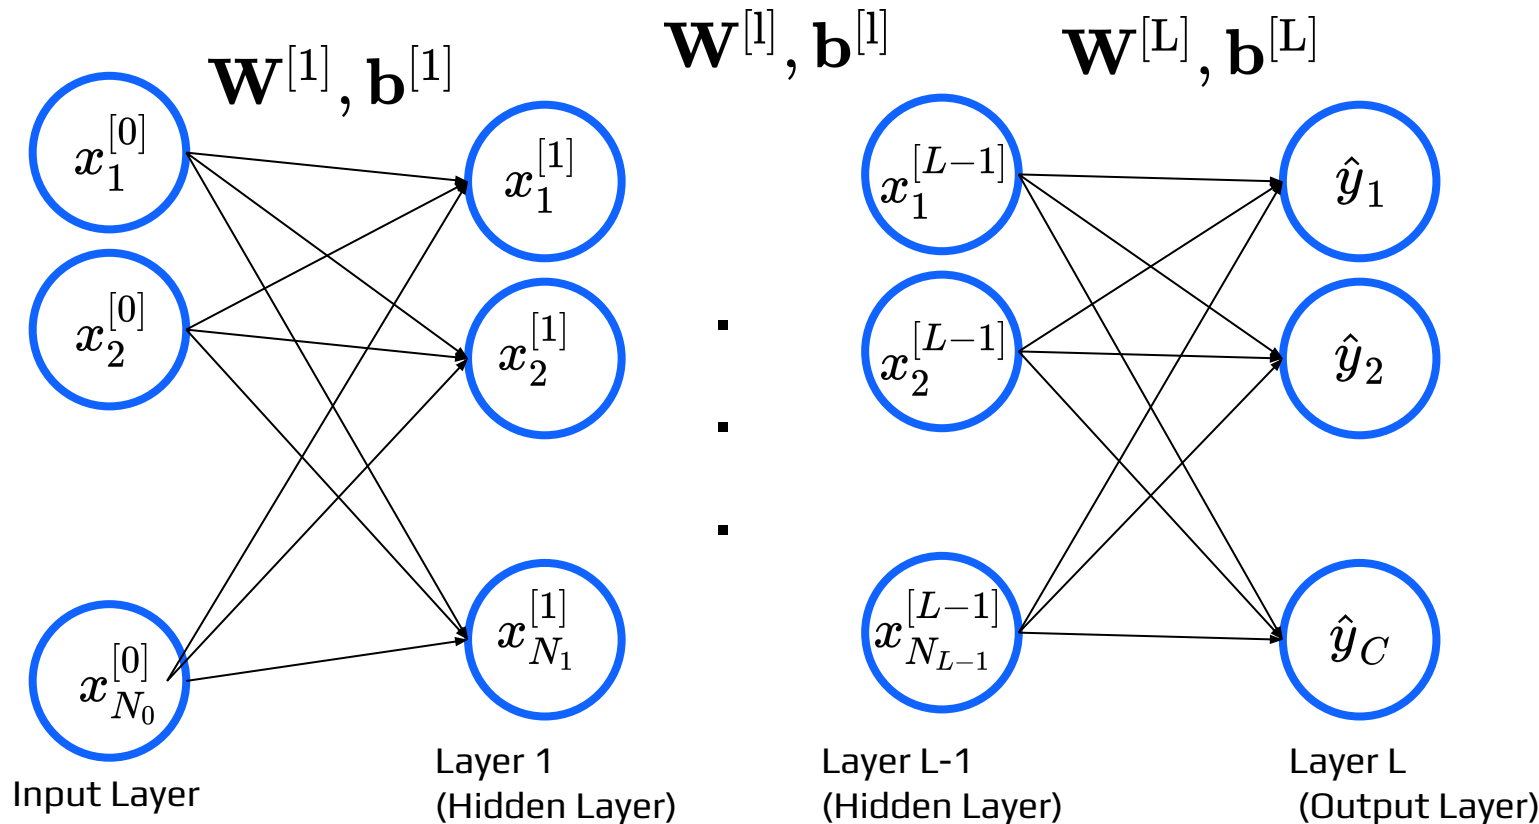 W^{[1]}, b^{[1]}
W^{[l]}, b^{[l]}
W^{[L]}, b^{[L]}
x_1^{[0]}
x_2^{[0]}
x_{N_0}^{[0]}
Input Layer
x_1^{[1]}
x_2^{[1]}
x_{N_1}^{[1]}
Layer 1
(Hidden Layer)
x_1^{[L-1]}
x_2^{[L-1]}
x_{N_{L-1}}^{[L-1]}
Layer L-1
(Hidden Layer)
ŷ_1
ŷ_2
ŷ_C
Layer L
(Output Layer)